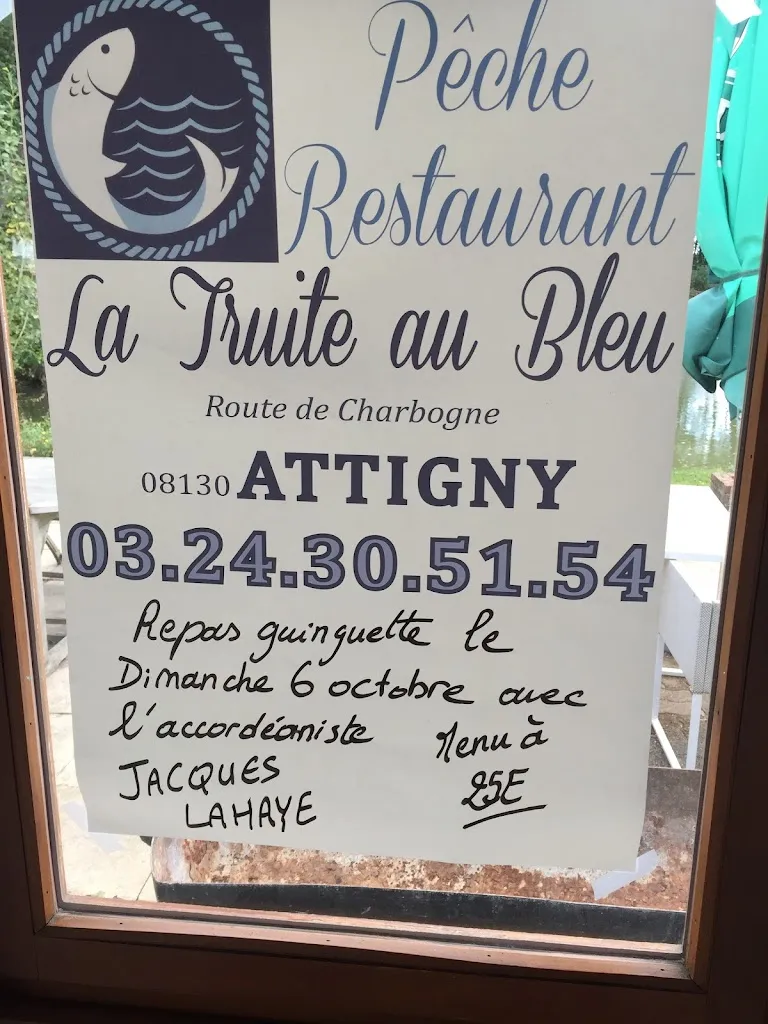 Pêche
Restaurant
La Truite au Bleu
Route de Charbogne
08130 ATTIGNY
03.24.30.51.54
Repas guinguette le
Dimanche 6 octobre avec
l'accordéoniste
JACQUES
LAHAYE
Menu à
25E